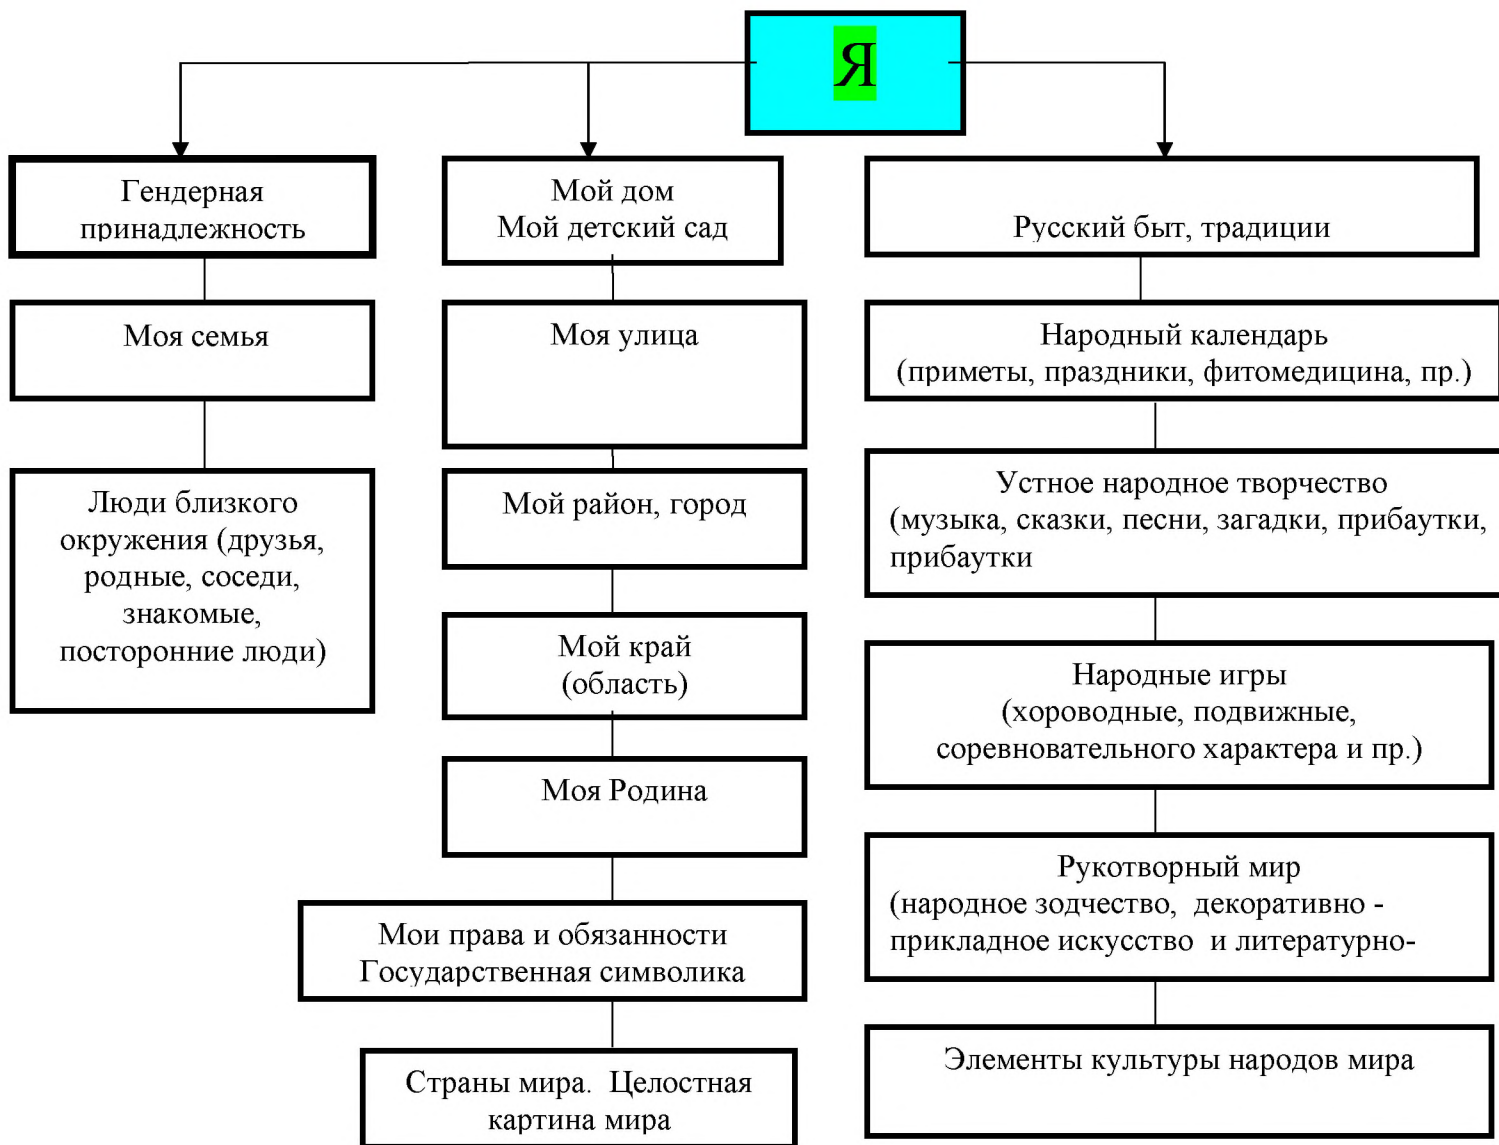 Я
Гендерная
принадлежность
Моя семья
Люди близкого
окружения (друзья,
родные, соседи,
знакомые,
посторонние люди)
Мой дом
Мой детский сад
Моя улица
Мой район, город
Мой край
(область)
Моя Родина
Мои права и обязанности
Государственная символика
Страны мира.  Целостная
картина мира
Русский быт, традиции
Народный календарь
(приметы, праздники, фитомедицина, пр.)
Устное народное творчество
(музыка, сказки, песни, загадки, прибаутки,
прибаутки
Народные игры
(хороводные, подвижные,
соревновательного характера и пр.)
Рукотворный мир
(народное зодчество,  декоративно -
прикладное искусство  и литературно-
Элементы культуры народов мира